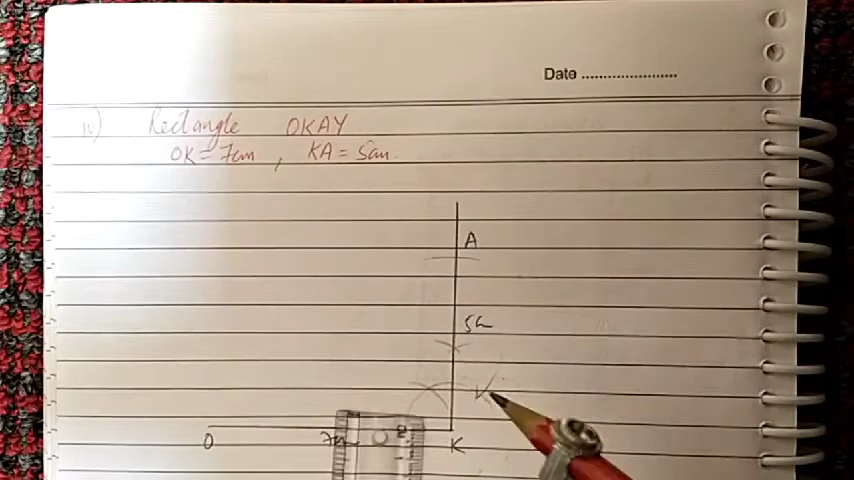 Date ........................
iv) Rectangle OKAY
OK = 7cm , KA = 5cm.
A
5cm
O 7cm K